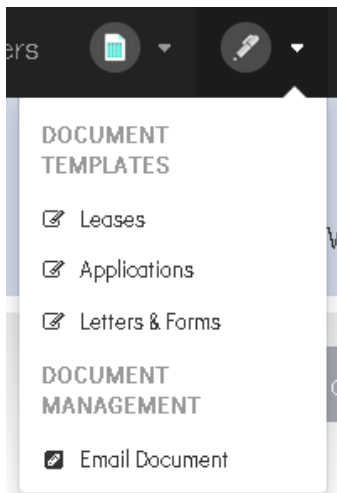 ers
DOCUMENT
TEMPLATES
Leases
Applications
Letters & Forms
DOCUMENT
MANAGEMENT
Email Document